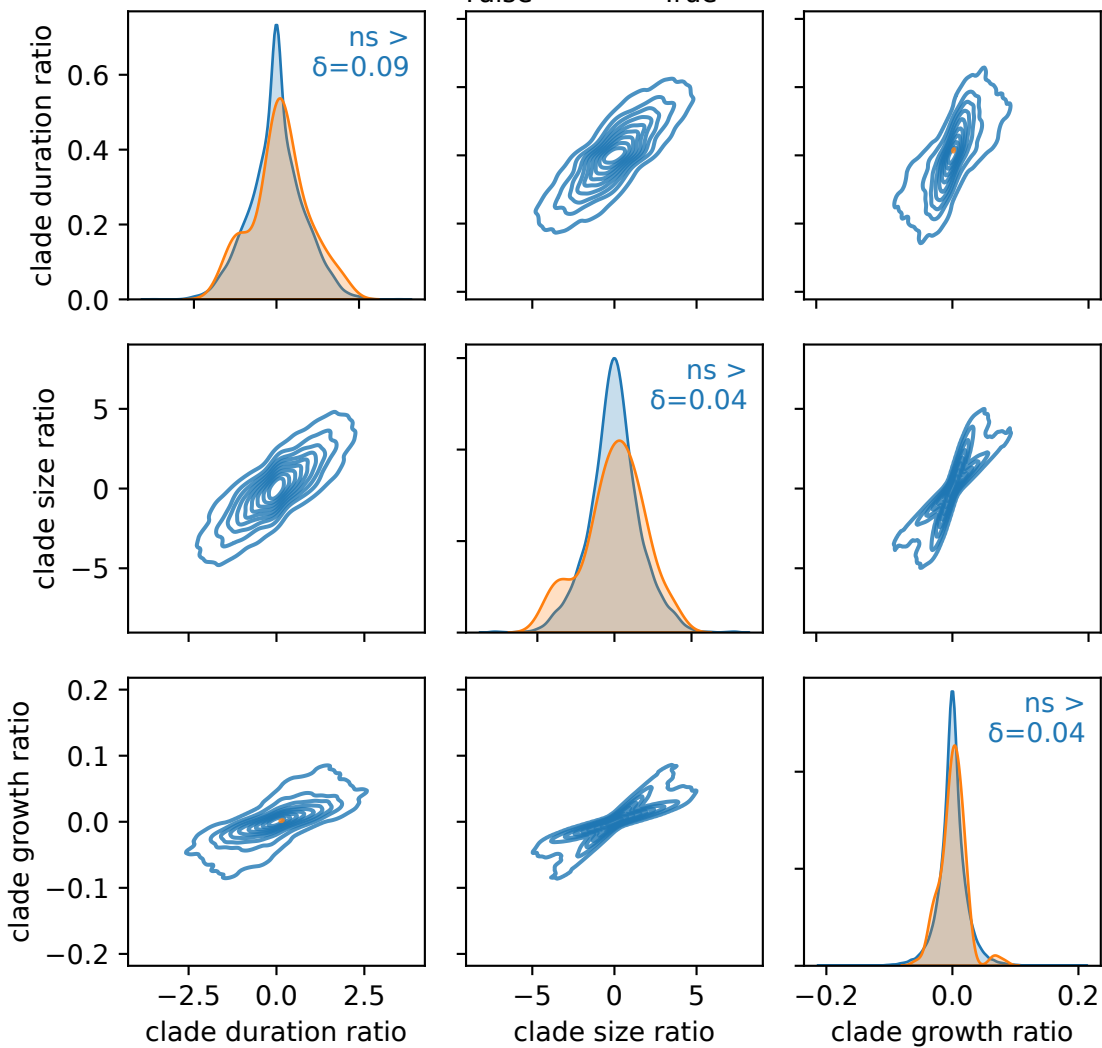 clade duration ratio
0.6
0.4
0.2
0.0
ns >
δ=0.09
clade size ratio
5
0
−5
ns >
δ=0.04
clade growth ratio
0.2
0.1
0.0
−0.1
−0.2
ns >
δ=0.04
−2.5 0.0 2.5
−5 0 5
−0.2 0.0 0.2
clade duration ratio
clade size ratio
clade growth ratio